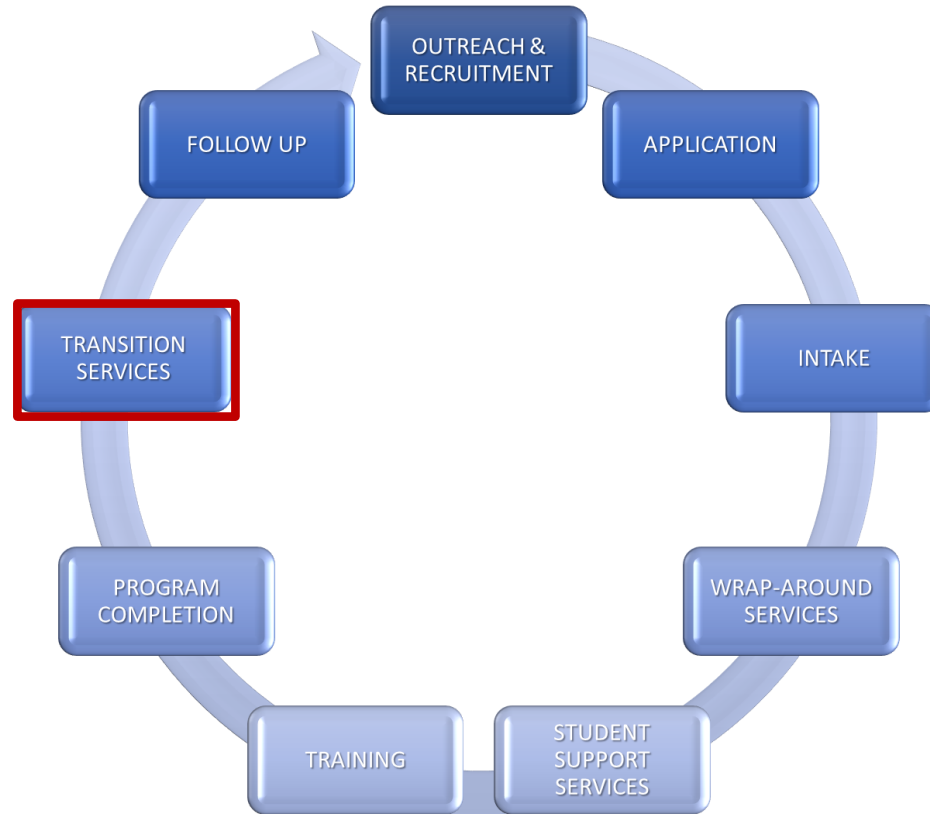 OUTREACH &
RECRUITMENT
APPLICATION
INTAKE
WRAP-AROUND
SERVICES
STUDENT
SUPPORT
SERVICES
TRAINING
PROGRAM
COMPLETION
TRANSITION
SERVICES
FOLLOW UP